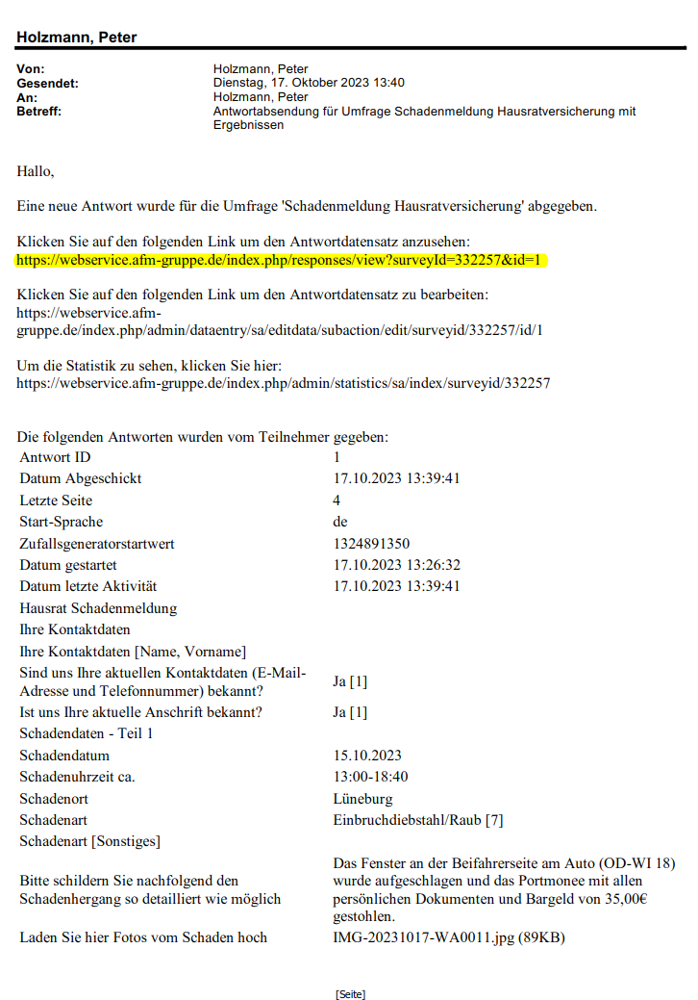 Holzmann, Peter
Von: Holzmann, Peter
Gesendet: Dienstag, 17. Oktober 2023 13:40
An: Holzmann, Peter
Betreff: Antwortabsendung für Umfrage Schadenmeldung Hausratversicherung mit
Ergebnissen
Hallo,
Eine neue Antwort wurde für die Umfrage 'Schadenmeldung Hausratversicherung' abgegeben.
Klicken Sie auf den folgenden Link um den Antwortdatensatz anzusehen:
https://webservice.afm-gruppe.de/index.php/responses/view?surveyId=332257&id=1
Klicken Sie auf den folgenden Link um den Antwortdatensatz zu bearbeiten:
https://webservice.afm-
gruppe.de/index.php/admin/dataentry/sa/editdata/subaction/edit/surveyid/332257/id/1
Um die Statistik zu sehen, klicken Sie hier:
https://webservice.afm-gruppe.de/index.php/admin/statistics/sa/index/surveyid/332257
Die folgenden Antworten wurden vom Teilnehmer gegeben:
Antwort ID 1
Datum Abgeschickt 17.10.2023 13:39:41
Letzte Seite 4
Start-Sprache de
Zufallsgeneratorstartwert 1324891350
Datum gestartet 17.10.2023 13:26:32
Datum letzte Aktivität 17.10.2023 13:39:41
Hausrat Schadenmeldung
Ihre Kontaktdaten
Ihre Kontaktdaten [Name, Vorname]
Sind uns Ihre aktuellen Kontaktdaten (E-Mail-
Adresse und Telefonnummer) bekannt? Ja [1]
Ist uns Ihre aktuelle Anschrift bekannt? Ja [1]
Schadendaten - Teil 1
Schadendatum 15.10.2023
Schadenuhrzeit ca. 13:00-18:40
Schadenort Lüneburg
Schadenart Einbruchdiebstahl/Raub [7]
Schadenart [Sonstiges]
Bitte schildern Sie nachfolgend den
Schadenhergang so detailliert wie möglich
Das Fenster an der Beifahrerseite am Auto (OD-WI 18)
wurde aufgeschlagen und das Portmonee mit allen
persönlichen Dokumenten und Bargeld von 35,00€
gestohlen.
Laden Sie hier Fotos vom Schaden hoch IMG-20231017-WA0011.jpg (89KB)
[Seite]